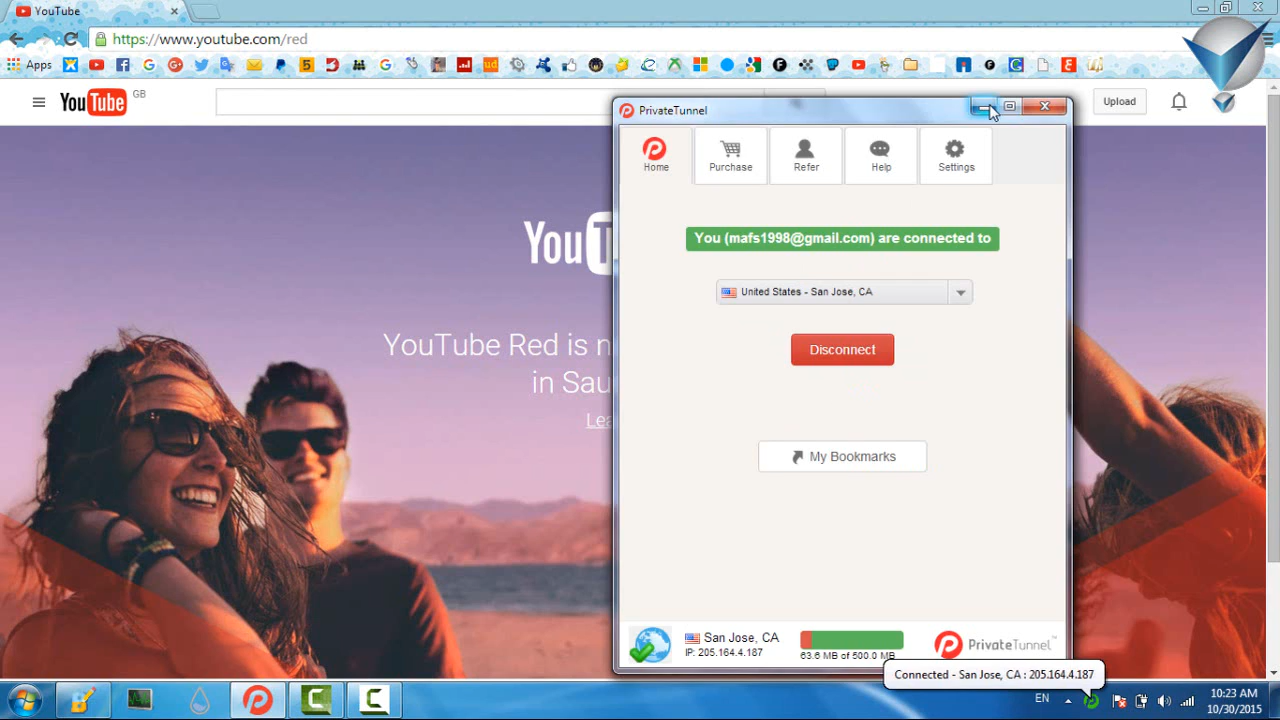 YouTube
https://www.youtube.com/red
Apps
YouTube GB
Upload
PrivateTunnel
Home
Purchase
Refer
Help
Settings
You (mafs1998@gmail.com) are connected to
United States - San Jose, CA
Disconnect
My Bookmarks
You
YouTube Red is
in
San Jose, CA
IP: 205.164.4.187
63.6 MB of 500.0 MB
PrivateTunnel™
Connected - San Jose, CA : 205.164.4.187
EN
10:23 AM
10/30/2015